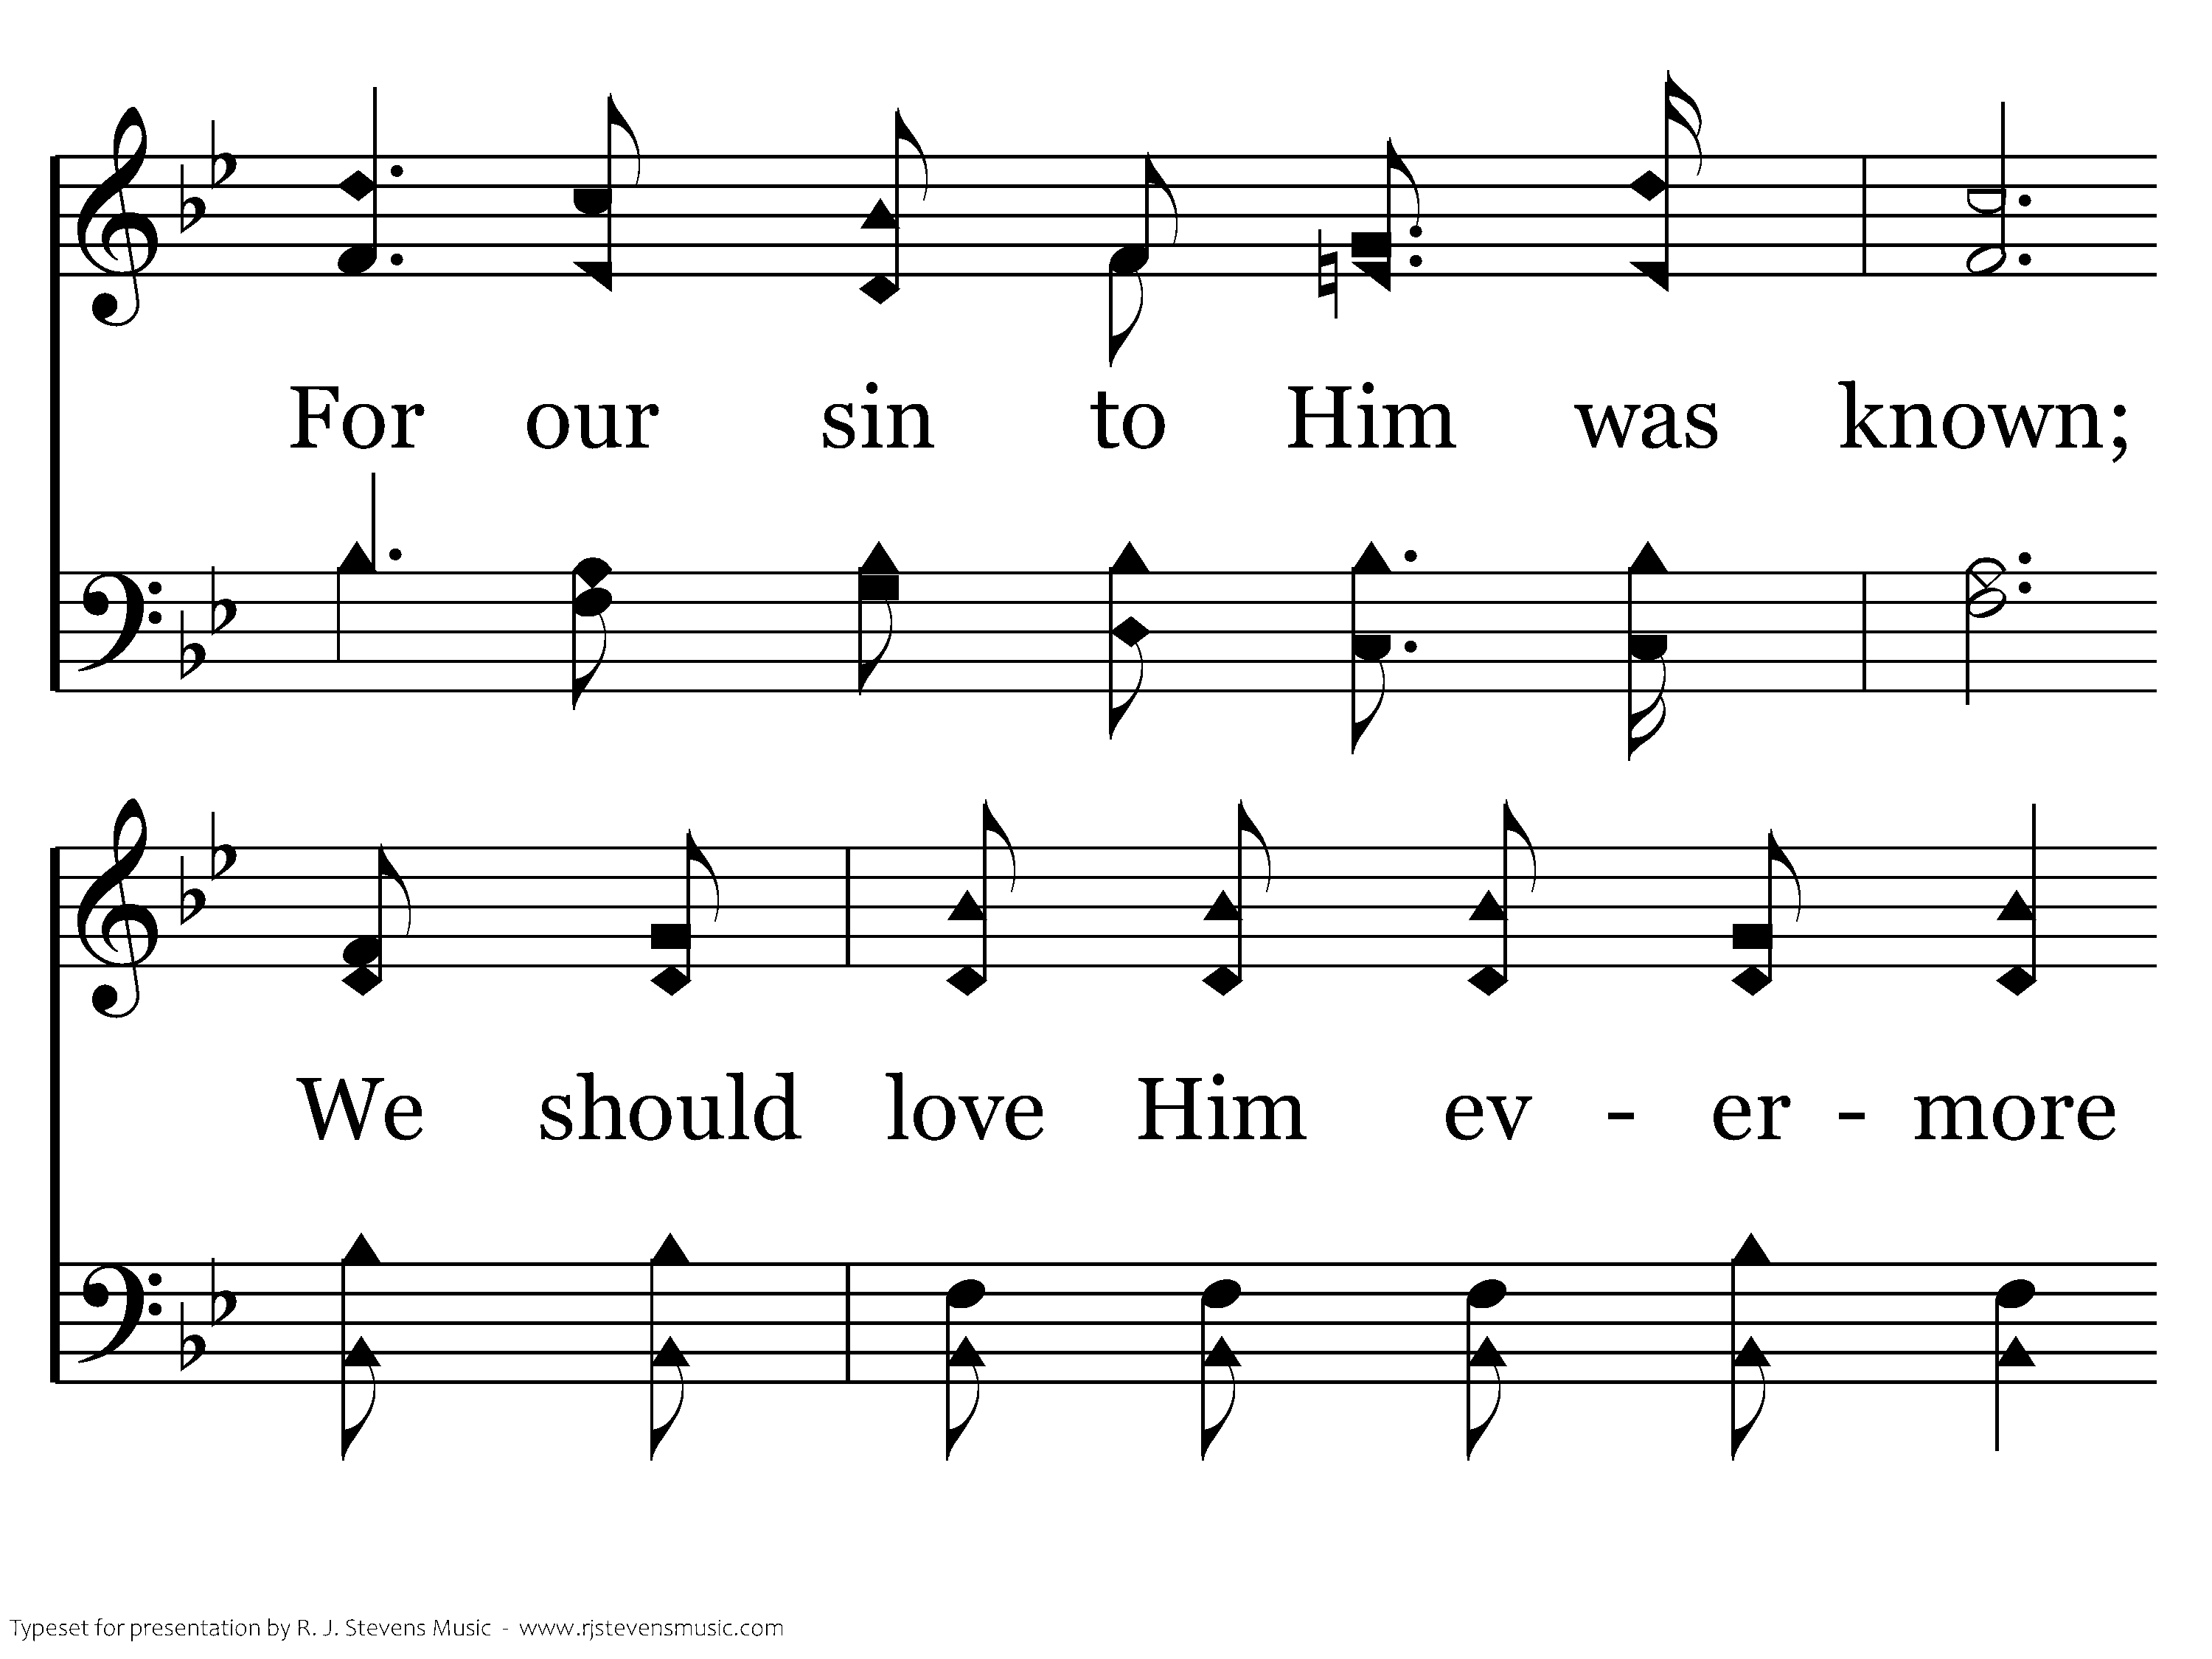 For our sin to Him was known;
We should love Him ev - er - more
Typeset for presentation by R. J. Stevens Music - www.rjstevensmusic.com